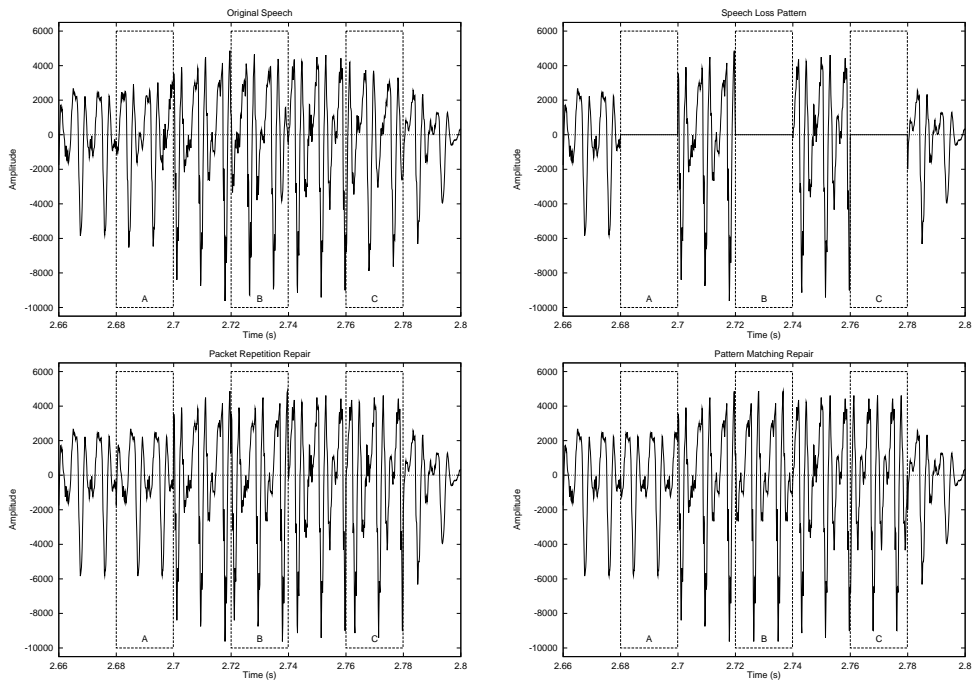 Original Speech
6000
4000
2000
0
-2000
-4000
-6000
-8000
-10000
Amplitude
A
B
C
2.66 2.68 2.7 2.72 2.74 2.76 2.78 2.8
Time (s)
Speech Loss Pattern
6000
4000
2000
0
-2000
-4000
-6000
-8000
-10000
Amplitude
A
B
C
2.66 2.68 2.7 2.72 2.74 2.76 2.78 2.8
Time (s)
Packet Repetition Repair
6000
4000
2000
0
-2000
-4000
-6000
-8000
-10000
Amplitude
A
B
C
2.66 2.68 2.7 2.72 2.74 2.76 2.78 2.8
Time (s)
Pattern Matching Repair
6000
4000
2000
0
-2000
-4000
-6000
-8000
-10000
Amplitude
A
B
C
2.66 2.68 2.7 2.72 2.74 2.76 2.78 2.8
Time (s)